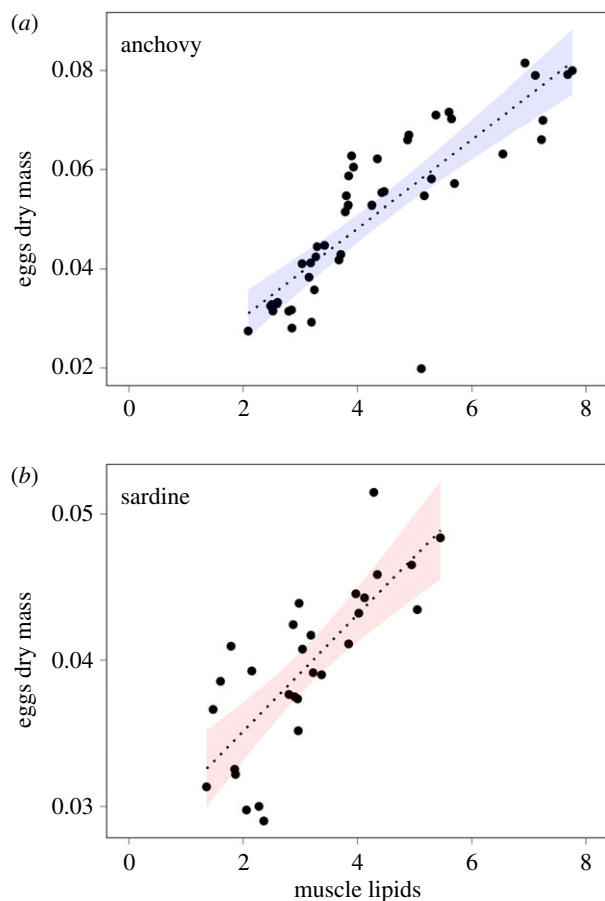 (a)
anchovy
0.08
0.06
0.04
0.02
eggs dry mass
0 2 4 6 8
(b)
sardine
0.05
0.04
0.03
eggs dry mass
0 2 4 6 8
muscle lipids